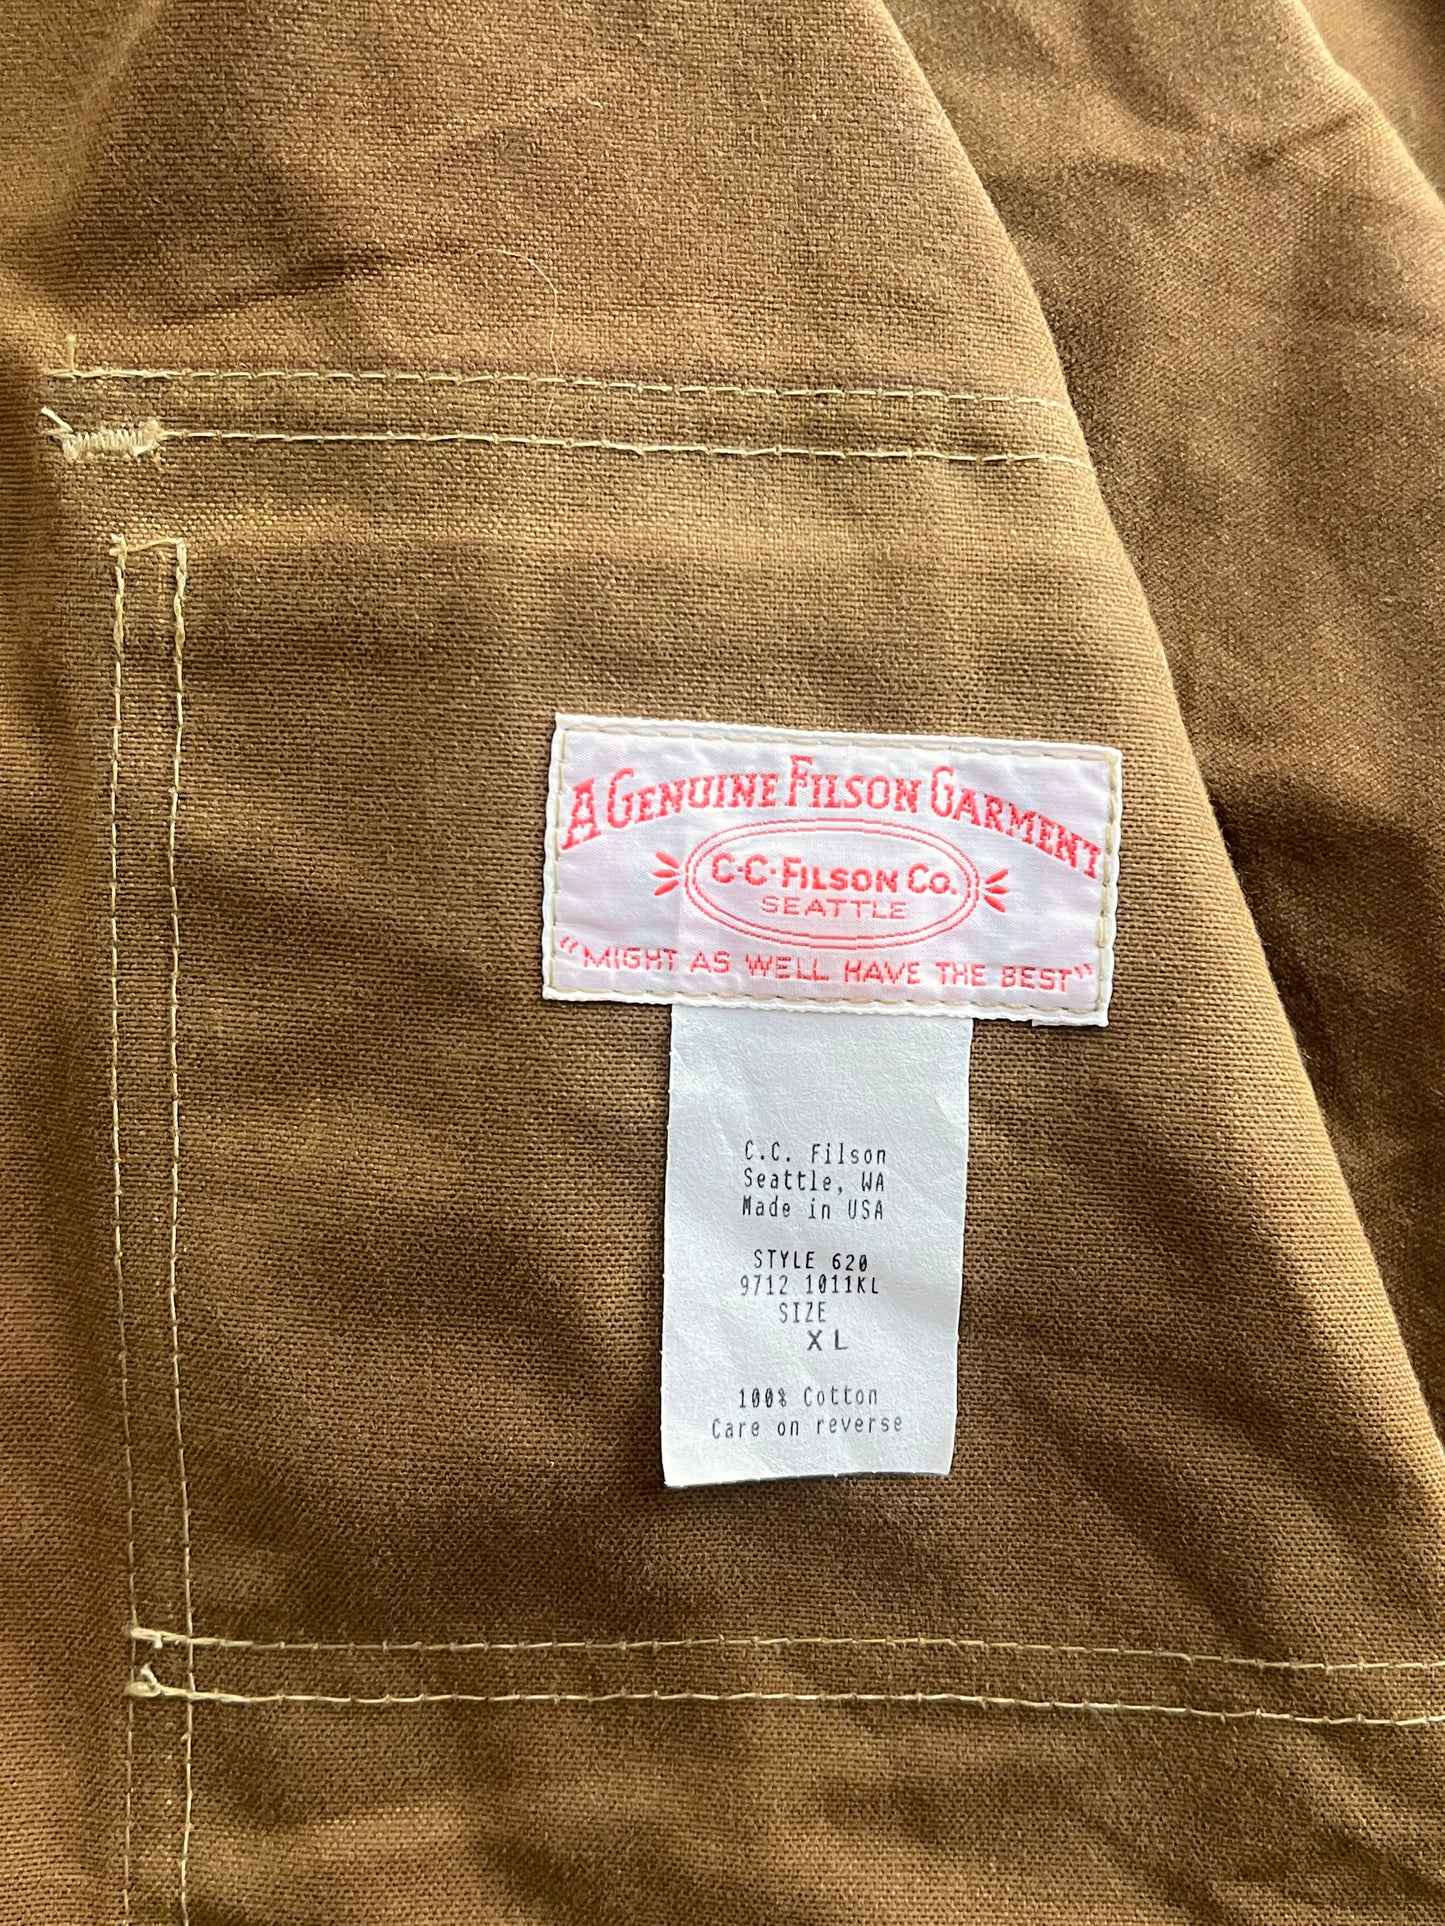 A GENUINE FILSON GARMENT
C·C·FILSON CO.
SEATTLE
"MIGHT AS WELL HAVE THE BEST"
C.C. Filson
Seattle, WA
Made in USA
STYLE 620
9712 1011KL
SIZE
XL
100% Cotton
Care on reverse